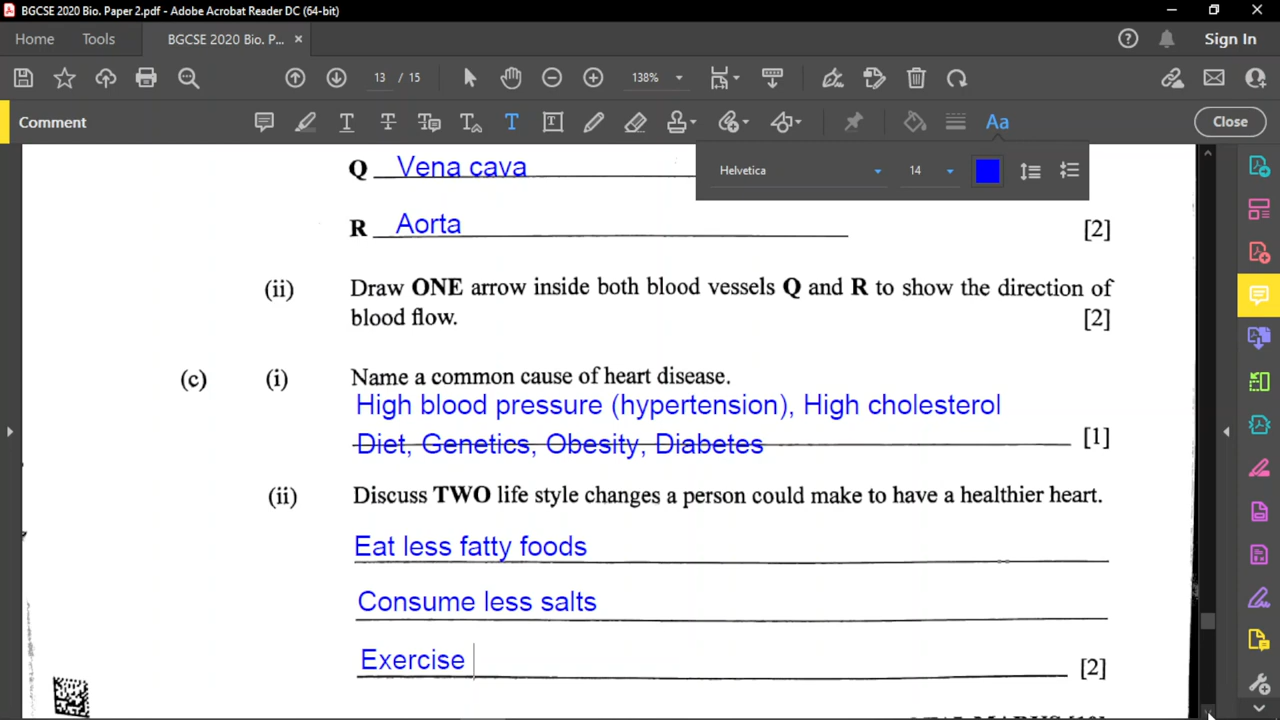 BGCSE 2020 Bio. Paper 2.pdf - Adobe Acrobat Reader DC (64-bit)
Home Tools BGCSE 2020 Bio. P... × Sign In
13 / 15 138%
Comment Aa Close
Helvetica 14
Q Vena cava
R Aorta [2]
(ii) Draw ONE arrow inside both blood vessels Q and R to show the direction of
blood flow. [2]
(c) (i) Name a common cause of heart disease.
High blood pressure (hypertension), High cholesterol
Diet, Genetics, Obesity, Diabetes [1]
(ii) Discuss TWO life style changes a person could make to have a healthier heart.
Eat less fatty foods
Consume less salts
Exercise [2]